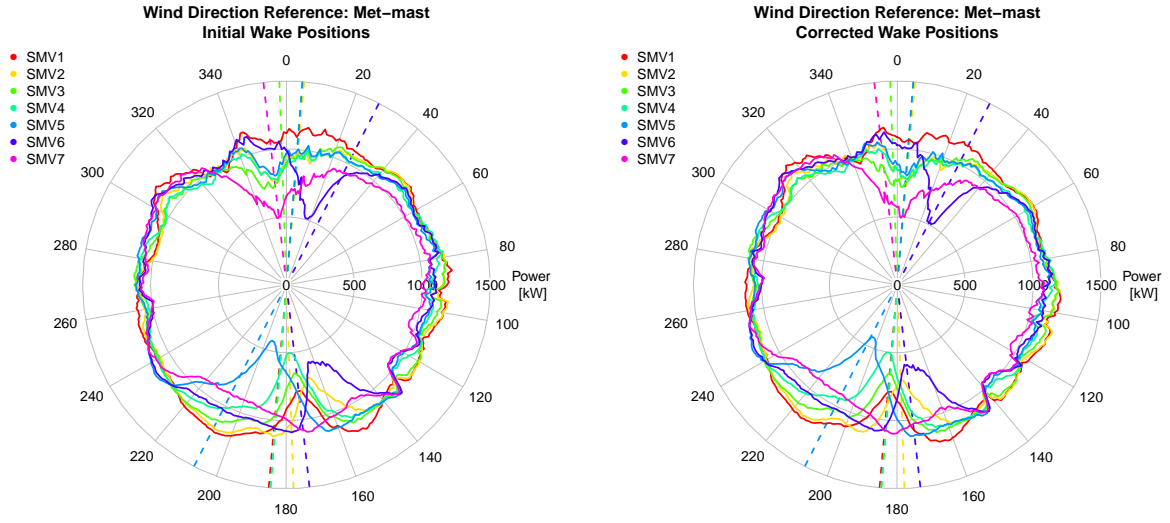 Wind Direction Reference: Met−mast
Initial Wake Positions
SMV1
SMV2
SMV3
SMV4
SMV5
SMV6
SMV7
0
20
40
60
80
100
120
140
160
180
200
220
240
260
280
300
320
340
0
500
1000
1500
Power
[kW]
Wind Direction Reference: Met−mast
Corrected Wake Positions
SMV1
SMV2
SMV3
SMV4
SMV5
SMV6
SMV7
0
20
40
60
80
100
120
140
160
180
200
220
240
260
280
300
320
340
0
500
1000
1500
Power
[kW]